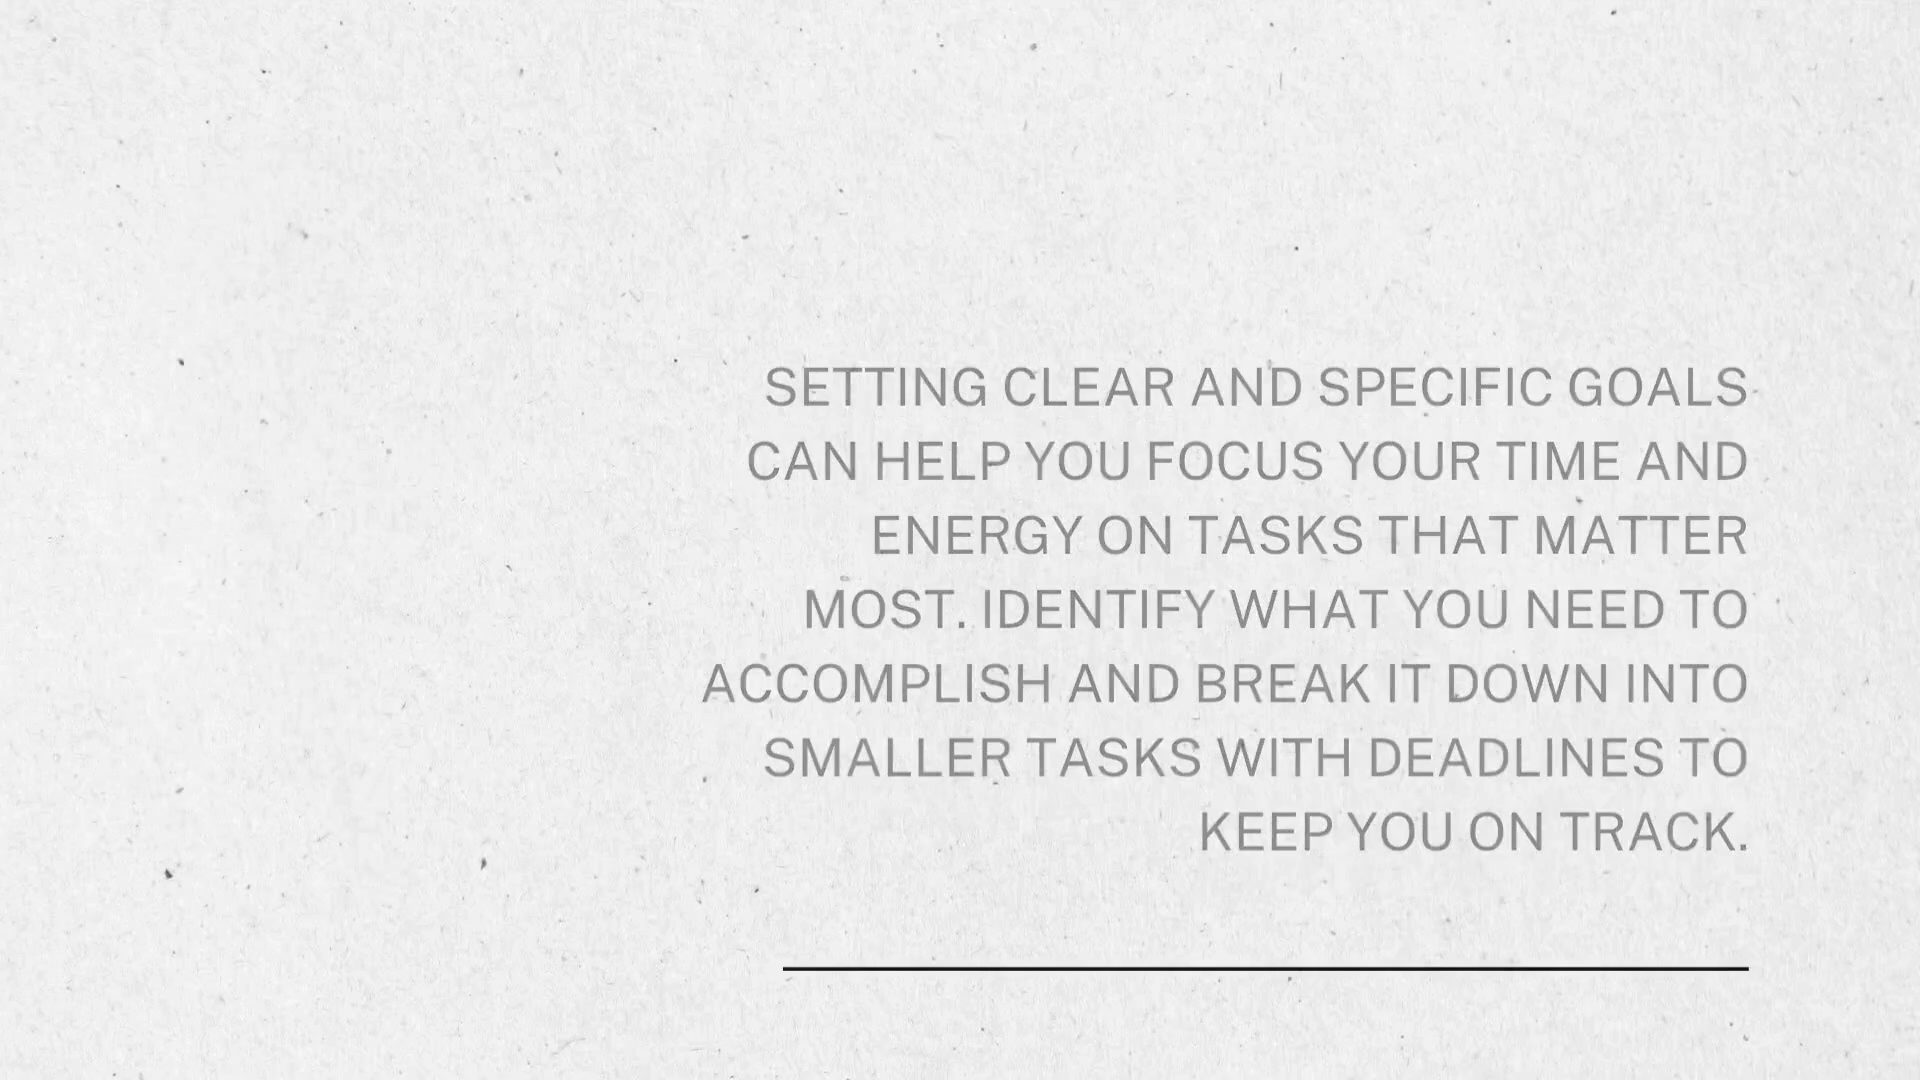 SETTING CLEAR AND SPECIFIC GOALS
CAN HELP YOU FOCUS YOUR TIME AND
ENERGY ON TASKS THAT MATTER
MOST. IDENTIFY WHAT YOU NEED TO
ACCOMPLISH AND BREAK IT DOWN INTO
SMALLER TASKS WITH DEADLINES TO
KEEP YOU ON TRACK.